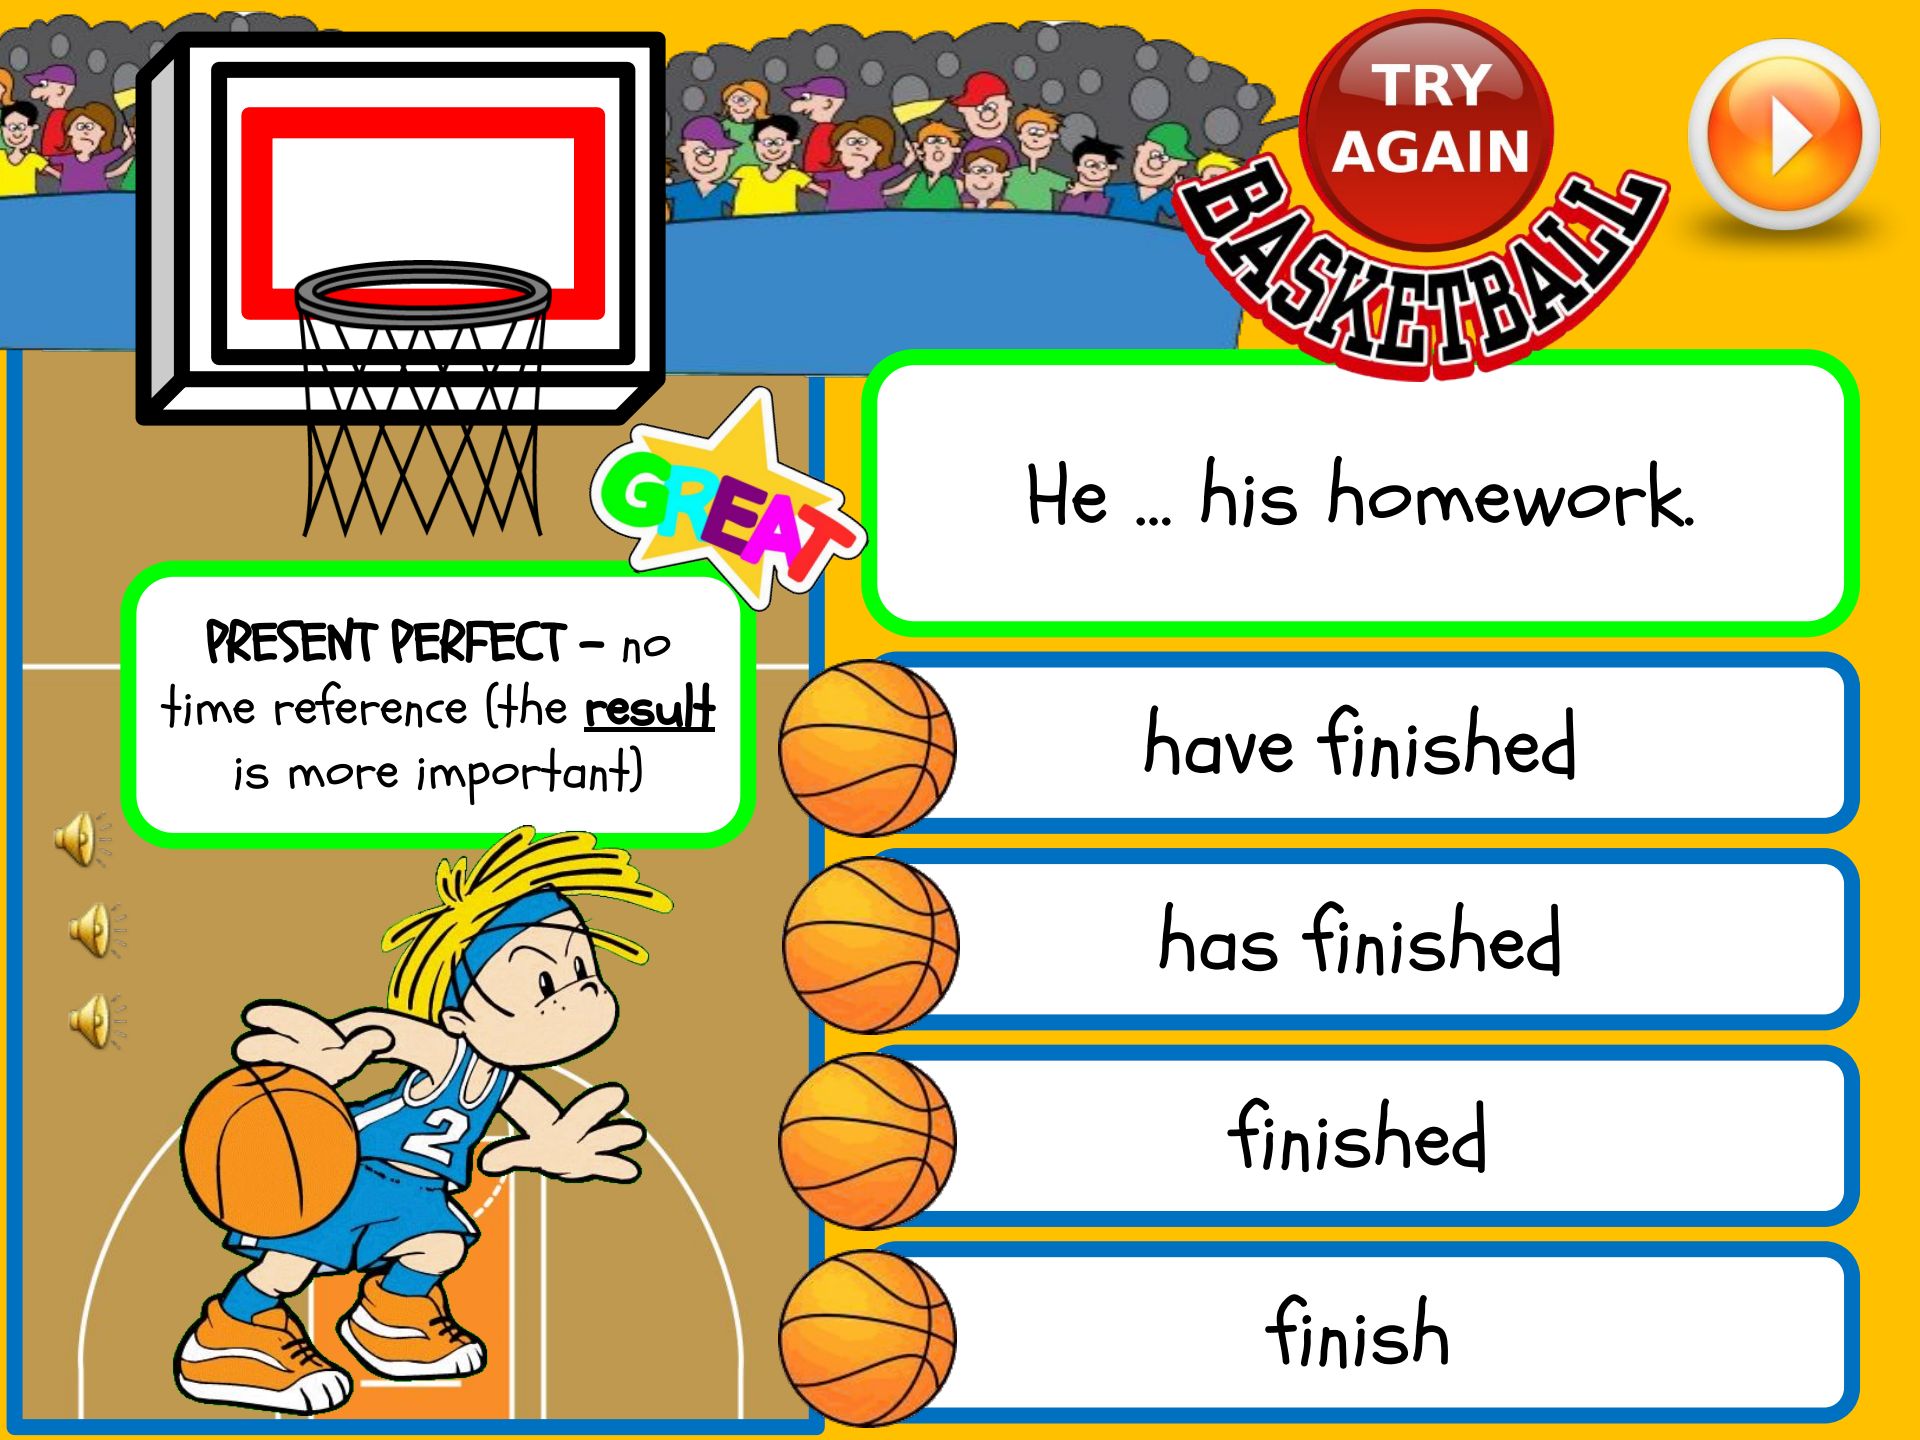 TRY
AGAIN
BASKETBALL
He ... his homework.
GREAT
PRESENT PERFECT – no
time reference (the result
is more important)
have finished
has finished
finished
finish
2